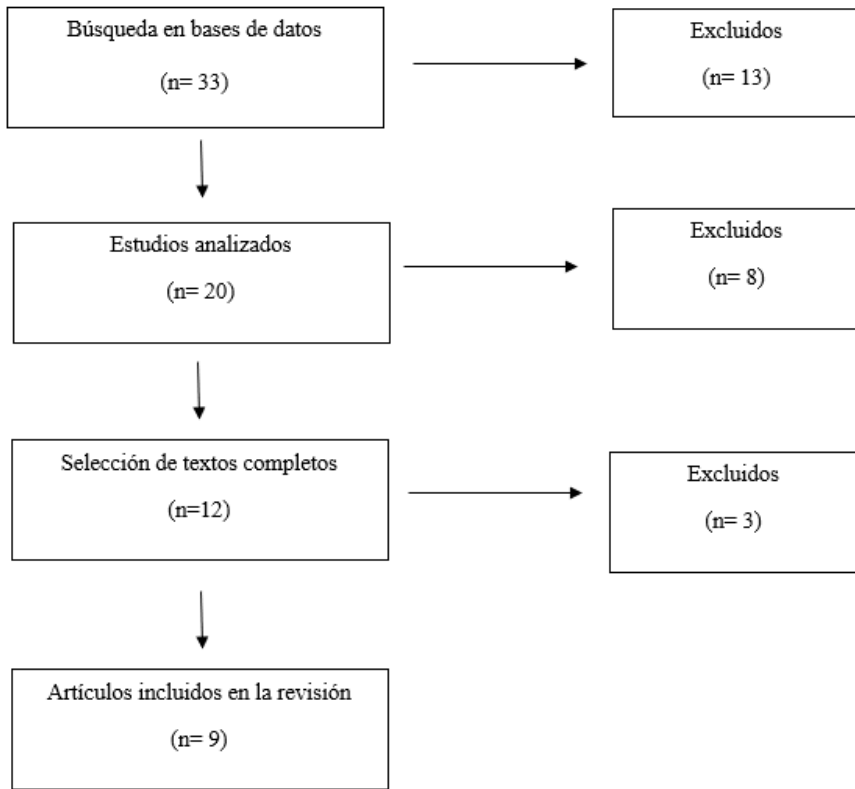 Búsqueda en bases de datos
(n= 33)
Excluidos
(n= 13)
Estudios analizados
(n= 20)
Excluidos
(n= 8)
Selección de textos completos
(n=12)
Excluidos
(n= 3)
Artículos incluidos en la revisión
(n= 9)